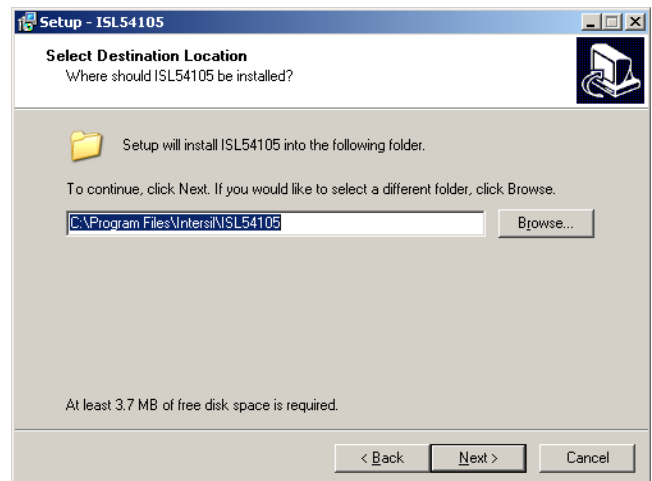 Setup - ISL54105
Select Destination Location
Where should ISL54105 be installed?
Setup will install ISL54105 into the following folder.
To continue, click Next. If you would like to select a different folder, click Browse.
C:\Program Files\Intersil\ISL54105
Browse...
At least 3.7 MB of free disk space is required.
< Back
Next >
Cancel